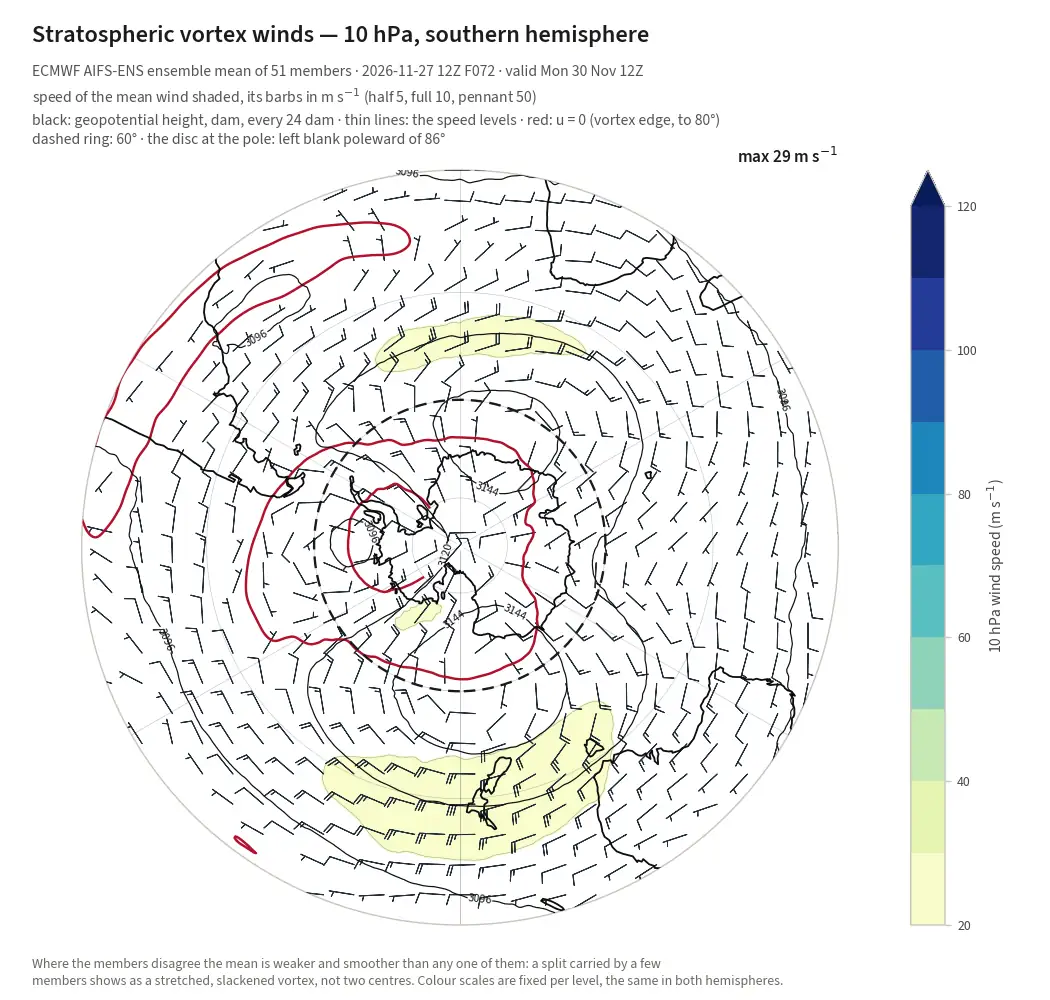 Stratospheric vortex winds — 10 hPa, southern hemisphere
ECMWF AIFS-ENS ensemble mean of 51 members · 2026-11-27 12Z F072 · valid Mon 30 Nov 12Z
speed of the mean wind shaded, its barbs in m s⁻¹ (half 5, full 10, pennant 50)
black: geopotential height, dam, every 24 dam · thin lines: the speed levels · red: u = 0 (vortex edge, to 80°)
dashed ring: 60° · the disc at the pole: left blank poleward of 86°
max 29 m s⁻¹
3096
120
3096
100
3096
80
3144
3096
3120
10 hPa wind speed (m s⁻¹)
3144
3144
3096
60
40
3096
20
Where the members disagree the mean is weaker and smoother than any one of them: a split carried by a few
members shows as a stretched, slackened vortex, not two centres. Colour scales are fixed per level, the same in both hemispheres.